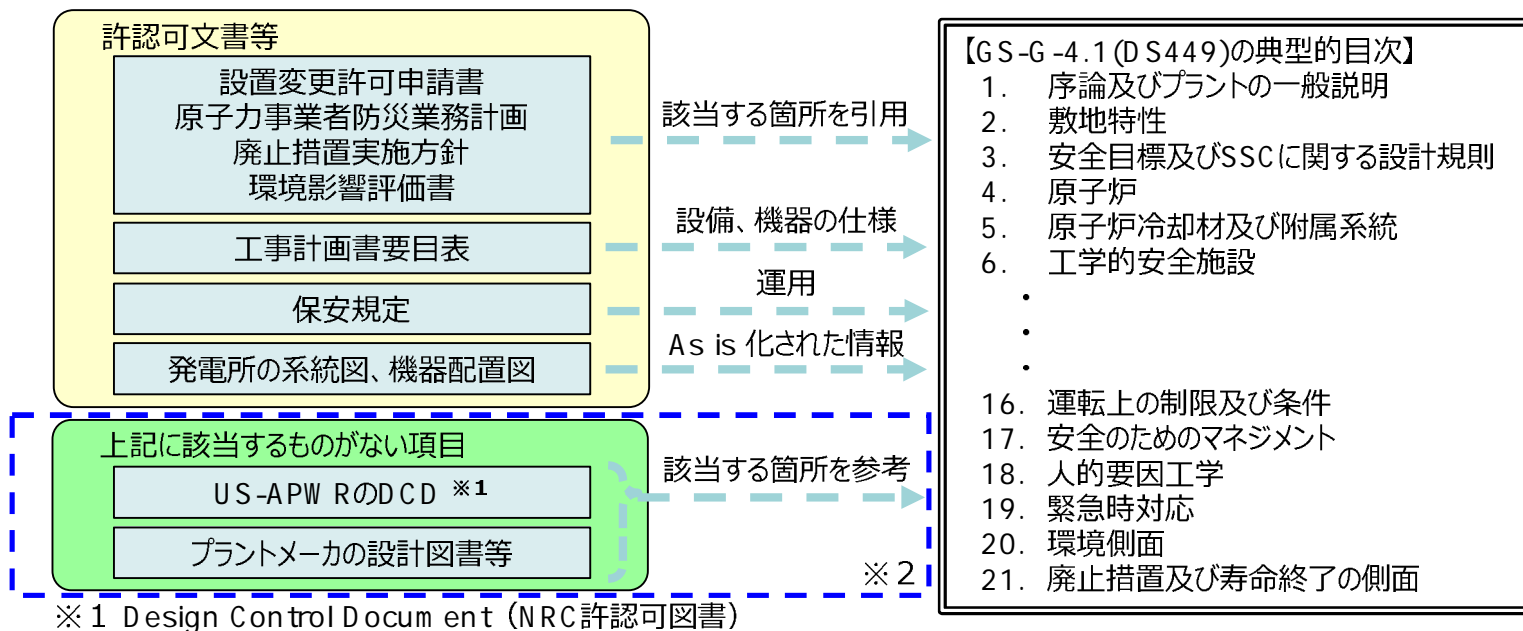 許認可文書等
設置変更許可申請書
原子力事業者防災業務計画
廃止措置実施方針
環境影響評価書
工事計画書要目表
保安規定
発電所の系統図、機器配置図
該当する箇所を引用
設備、機器の仕様
運用
As is 化された情報
上記に該当するものがない項目
US-APWRのDCD ※1
プラントメーカの設計図書等
該当する箇所を参考
※2
※1 Design Control Document (NRC許認可図書)
【GS-G-4.1(DS449)の典型的目次】
1. 序論及びプラントの一般説明
2. 敷地特性
3. 安全目標及びSSCに関する設計規則
4. 原子炉
5. 原子炉冷却材及び附属系統
6. 工学的安全施設
・
・
・
16. 運転上の制限及び条件
17. 安全のためのマネジメント
18. 人的要因工学
19. 緊急時対応
20. 環境側面
21. 廃止措置及び寿命終了の側面